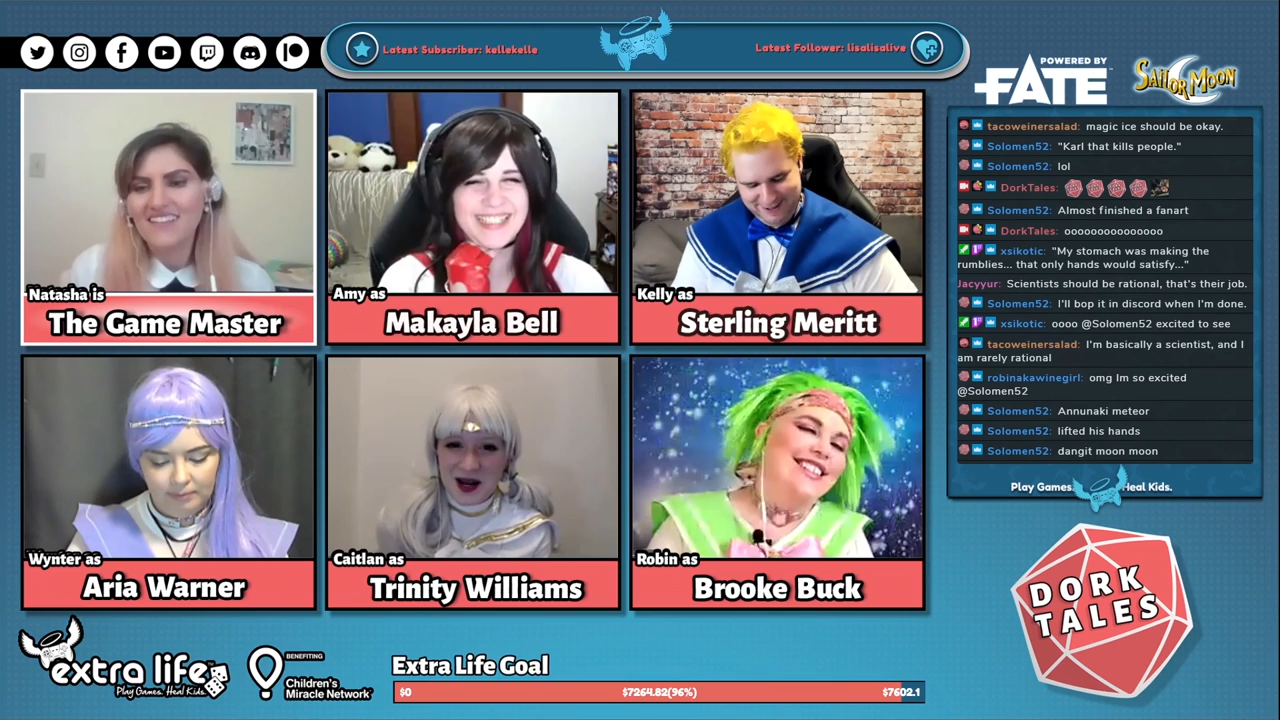 Latest Subscriber: kellekelle
Latest Follower: lisalisalive
POWERED BY
FATE
SAILOR MOON
Natasha is
The Game Master
Amy as
Makayla Bell
Kelly as
Sterling Meritt
Wynter as
Aria Warner
Caitlan as
Trinity Williams
Robin as
Brooke Buck
tacoweinersalad: magic ice should be okay.
Solomen52: "Karl that kills people."
Solomen52: lol
DorkTales:
Solomen52: Almost finished a fanart
DorkTales: ooooooooooooooo
xsikotic: "My stomach was making the
rumblies... that only hands would satisfy..."
Jacyyur: Scientists should be rational, that's their job.
Solomen52: I'll bop it in discord when I'm done.
xsikotic: oooo @Solomen52 excited to see
tacoweinersalad: I'm basically a scientist, and I
am rarely rational
robinakawinegirl: omg Im so excited
@Solomen52
Solomen52: Annunaki meteor
Solomen52: lifted his hands
Solomen52: dangit moon moon
Play Games. Heal Kids.
DORK
TALES
extra life
Play Games. Heal Kids.
BENEFITING
Children's
Miracle Network
Extra Life Goal
$0 $7264.82(96%) $7602.1